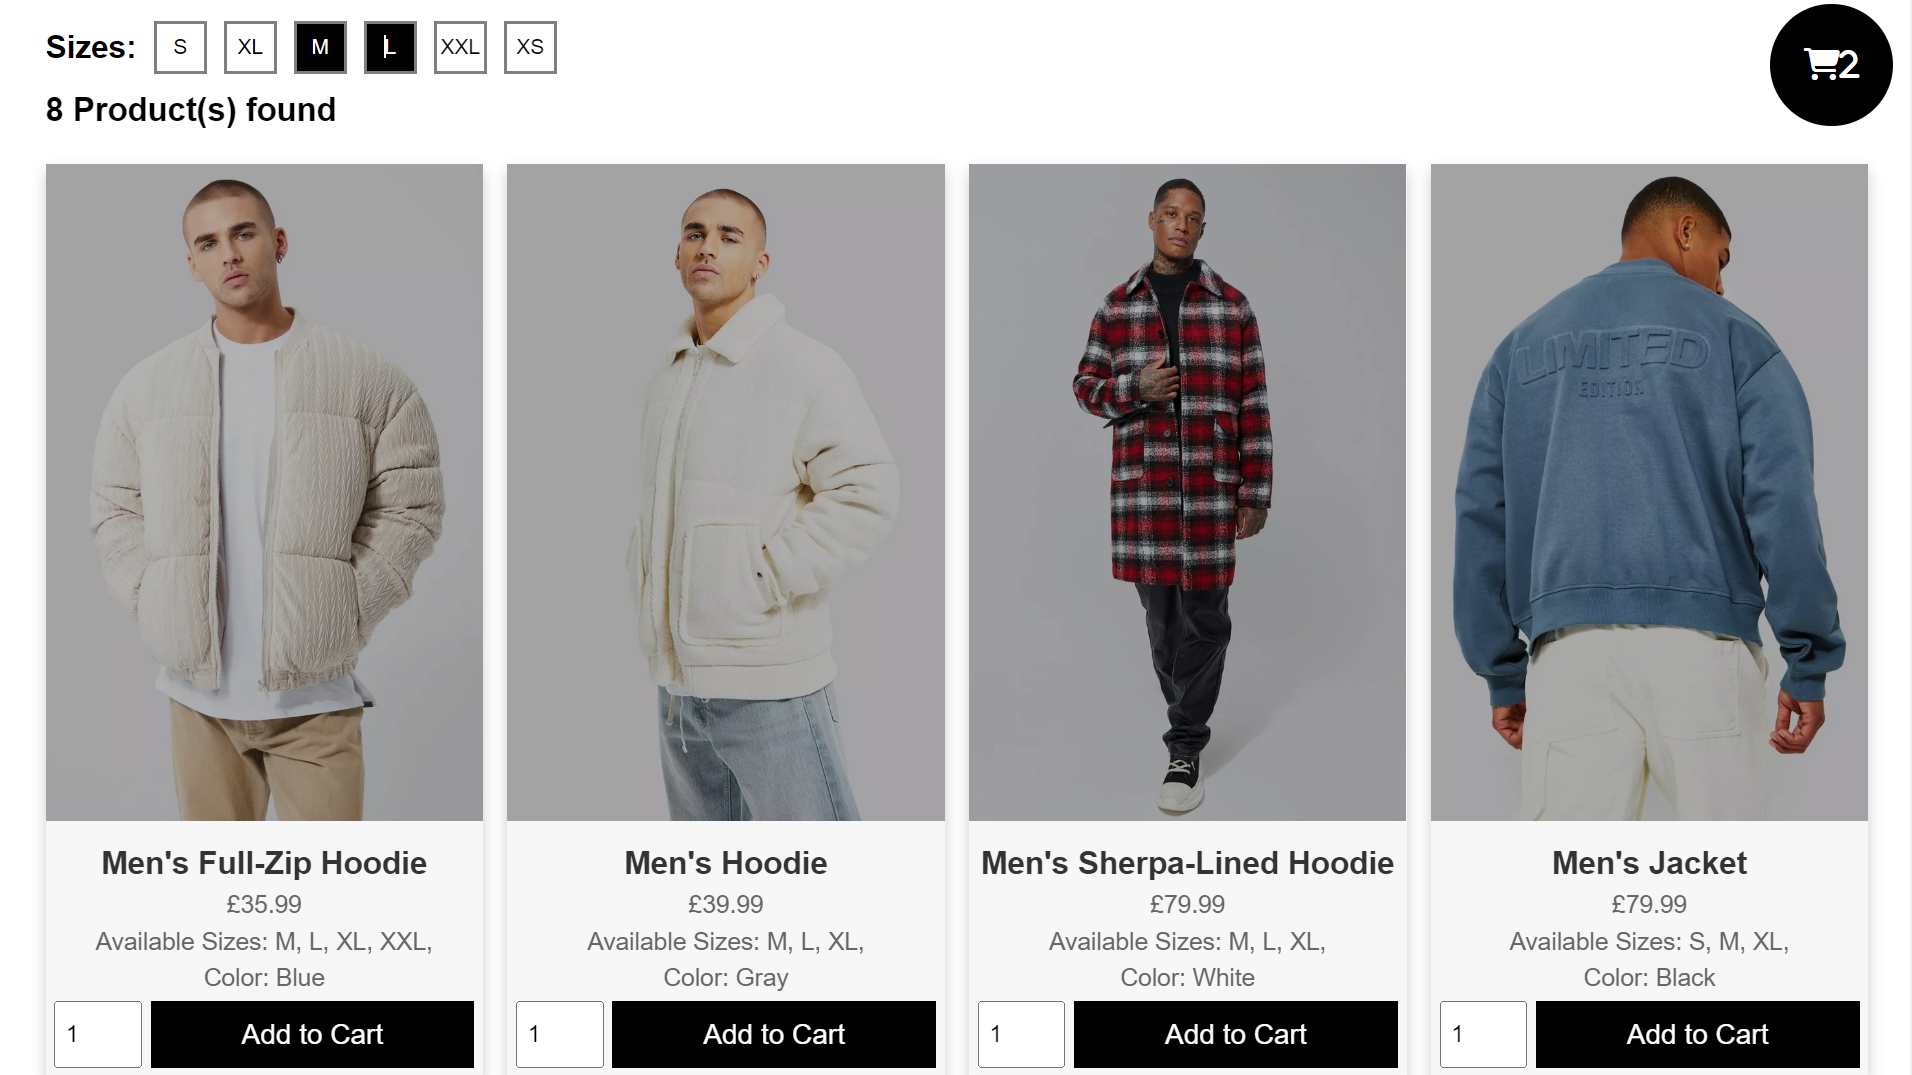 Sizes: S XL M L XXL XS
2
8 Product(s) found
LIMITED
EDITION
Men's Full-Zip Hoodie
£35.99
Available Sizes: M, L, XL, XXL,
Color: Blue
1 Add to Cart
Men's Hoodie
£39.99
Available Sizes: M, L, XL,
Color: Gray
1 Add to Cart
Men's Sherpa-Lined Hoodie
£79.99
Available Sizes: M, L, XL,
Color: White
1 Add to Cart
Men's Jacket
£79.99
Available Sizes: S, M, XL,
Color: Black
1 Add to Cart